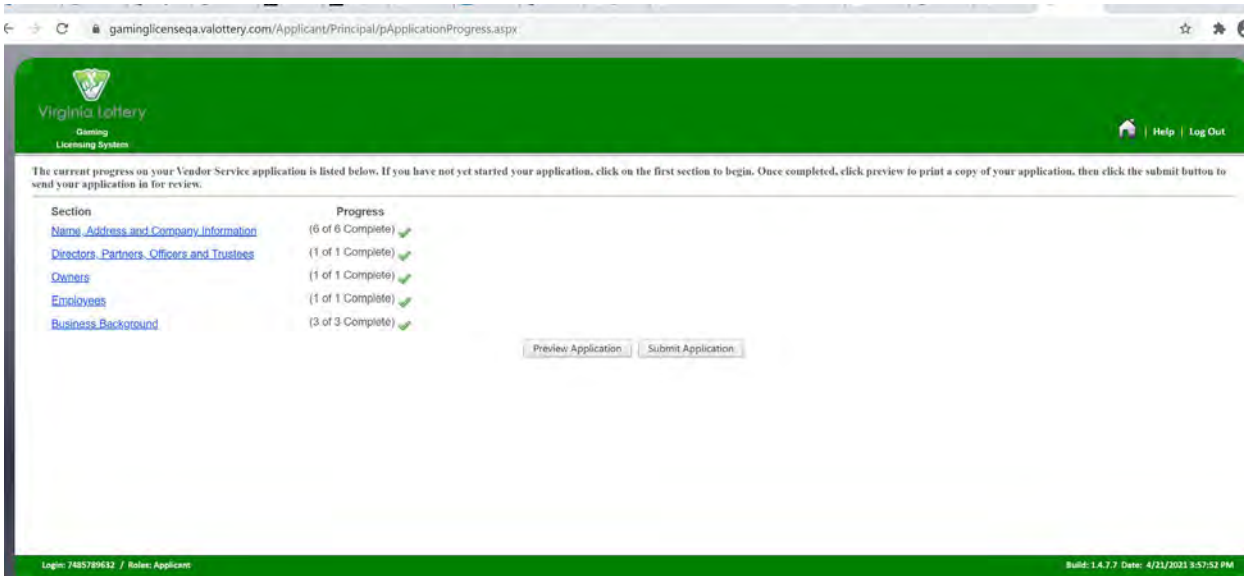 gaminglicenseqa.valottery.com/Applicant/Principal/pApplicationProgress.aspx
Virginia Lottery
Gaming
Licensing System
| Help | Log Out
The current progress on your Vendor Service application is listed below. If you have not yet started your application, click on the first section to begin. Once completed, click preview to print a copy of your application, then click the submit button to
send your application in for review.
Section Progress
Name, Address and Company Information (6 of 6 Complete)
Directors, Partners, Officers and Trustees (1 of 1 Complete)
Owners (1 of 1 Complete)
Employees (1 of 1 Complete)
Business Background (3 of 3 Complete)
Preview Application Submit Application
Login: 7485789632 / Roles: Applicant Build: 1.4.7.7 Date: 4/21/2021 3:57:52 PM